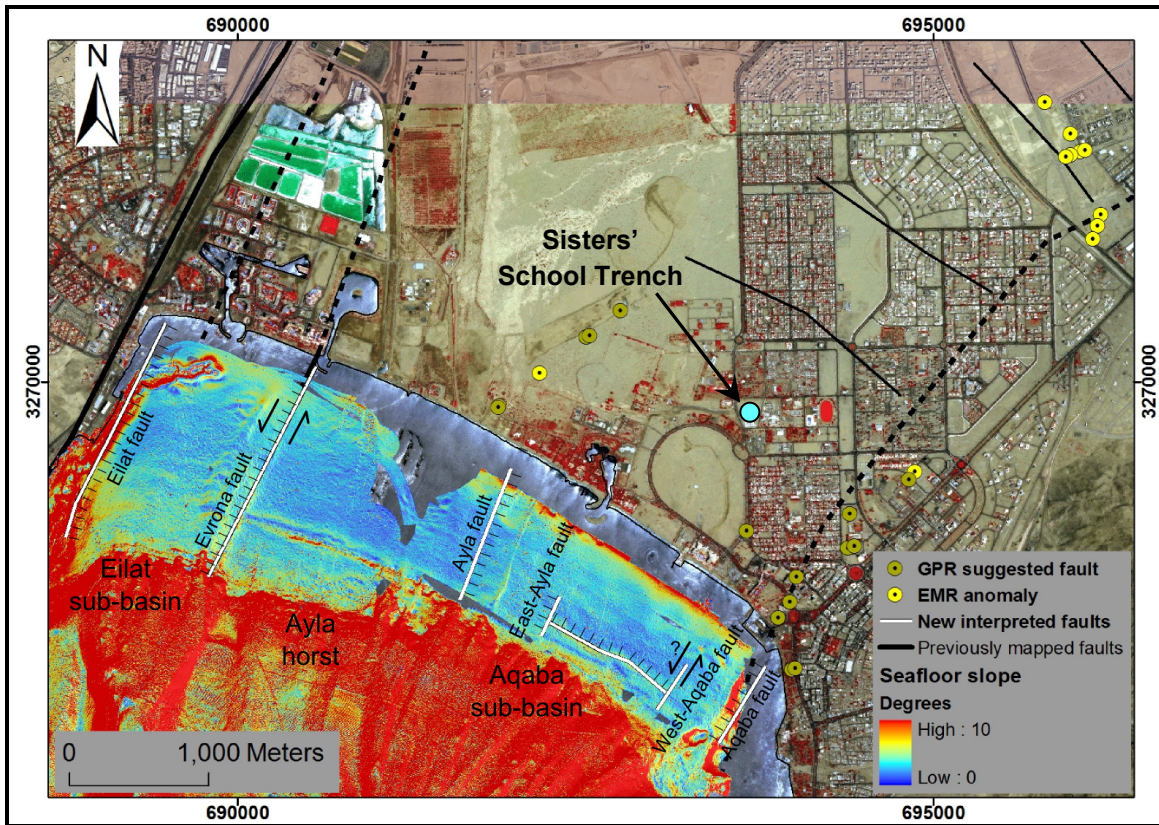 690000
695000
N
Sisters’
School Trench
3270000
3270000
Eilat fault
Evrona fault
Ayla fault
East-Ayla fault
?
West-Aqaba fault
Aqaba fault
Eilat
sub-basin
Ayla
horst
Aqaba
sub-basin
GPR suggested fault
EMR anomaly
New interpreted faults
Previously mapped faults
Seafloor slope
Degrees
High : 10
Low : 0
0 1,000 Meters
690000
695000